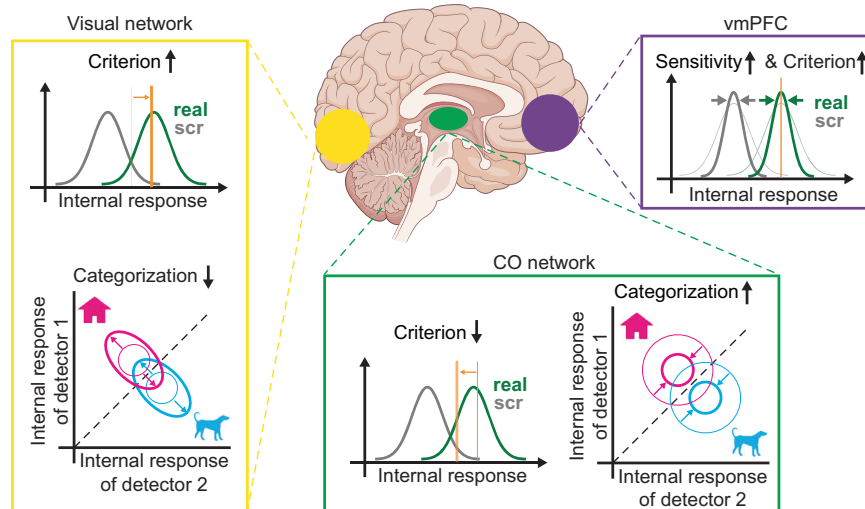 Visual network
Criterion ↑
real
scr
Internal response
Categorization ↓
Internal response
of detector 1
Internal response
of detector 2
vmPFC
Sensitivity↑ & Criterion↑
real
scr
Internal response
CO network
Criterion ↓
real
scr
Internal response
Categorization ↑
Internal response
of detector 1
Internal response
of detector 2